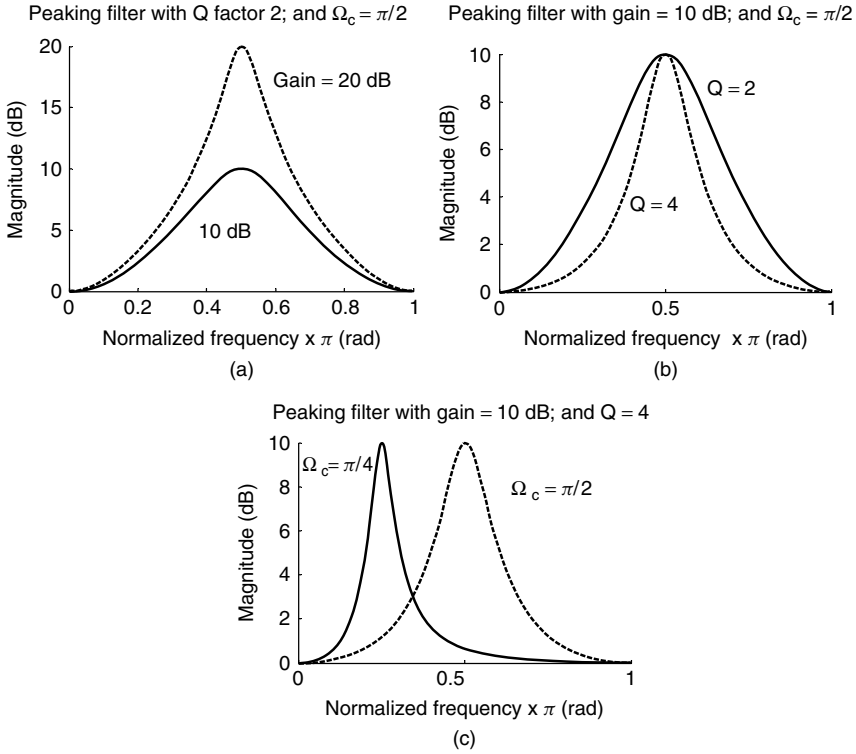 Peaking filter with Q factor 2; and Ω_c = π/2
20
15
10
5
0
Magnitude (dB)
Gain = 20 dB
10 dB
0 0.2 0.4 0.6 0.8 1
Normalized frequency x π (rad)
(a)
Peaking filter with gain = 10 dB; and Ω_c = π/2
10
8
6
4
2
0
Magnitude (dB)
Q = 2
Q = 4
0 0.5 1
Normalized frequency x π (rad)
(b)
Peaking filter with gain = 10 dB; and Q = 4
10
8
6
4
2
0
Magnitude (dB)
Ω_c = π/4
Ω_c = π/2
0 0.5 1
Normalized frequency x π (rad)
(c)